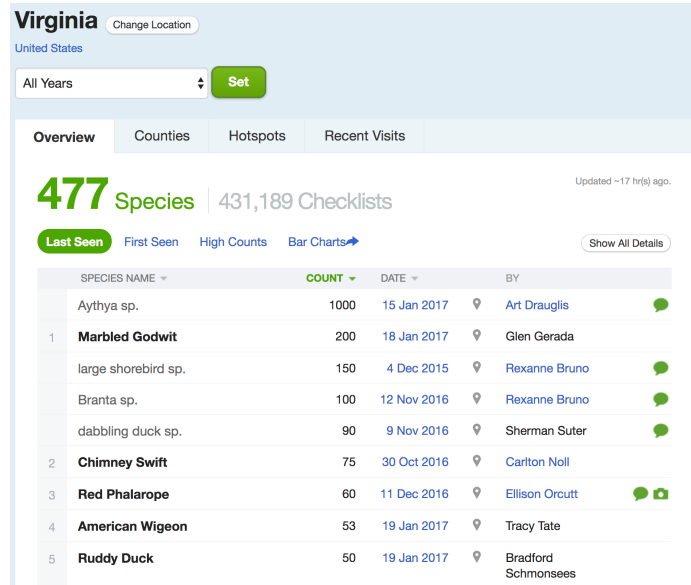 Virginia Change Location
United States
All Years Set
Overview Counties Hotspots Recent Visits
477 Species 431,189 Checklists
Updated ~17 hr(s) ago.
Last Seen First Seen High Counts Bar Charts Show All Details
SPECIES NAME COUNT DATE BY
Aythya sp. 1000 15 Jan 2017 Art Drauglis
1 Marbled Godwit 200 18 Jan 2017 Glen Gerada
large shorebird sp. 150 4 Dec 2015 Rexanne Bruno
Branta sp. 100 12 Nov 2016 Rexanne Bruno
dabbling duck sp. 90 9 Nov 2016 Sherman Suter
2 Chimney Swift 75 30 Oct 2016 Carlton Noll
3 Red Phalarope 60 11 Dec 2016 Ellison Orcutt
4 American Wigeon 53 19 Jan 2017 Tracy Tate
5 Ruddy Duck 50 19 Jan 2017 Bradford
Schmonsees